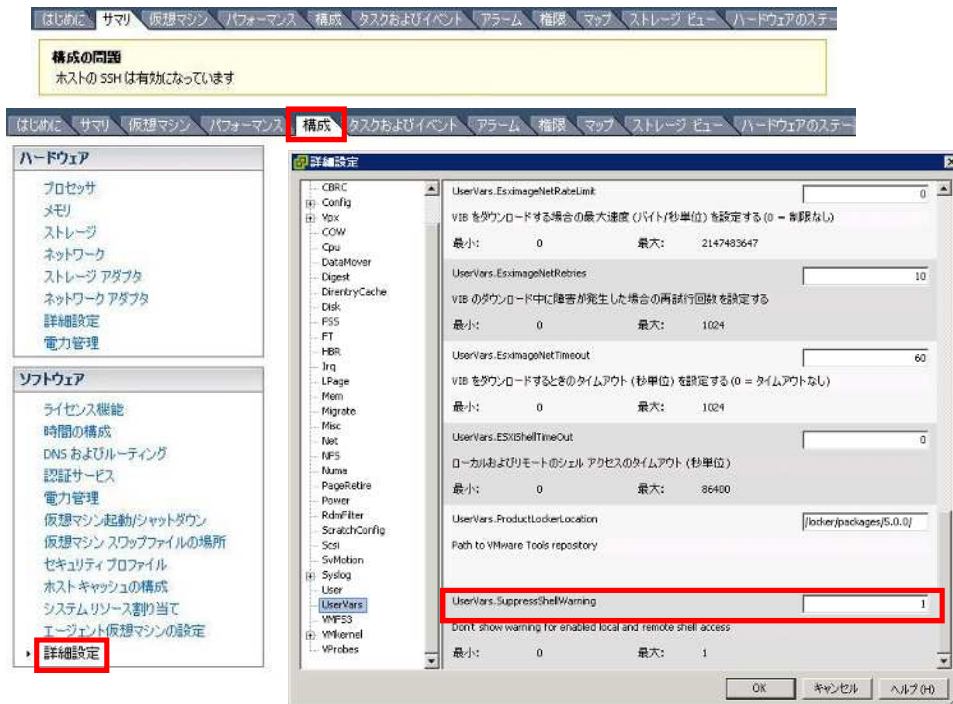 はじめに サマリ 仮想マシン パフォーマンス 構成 タスクおよびイベント アラーム 権限 マップ ストレージ ビュー ハードウェアのステー
構成の問題
ホストの SSH は有効になっています
はじめに サマリ 仮想マシン パフォーマンス 構成 タスクおよびイベント アラーム 権限 マップ ストレージ ビュー ハードウェアのステー
ハードウェア
プロセッサ
メモリ
ストレージ
ネットワーク
ストレージ アダプタ
ネットワーク アダプタ
詳細設定
電力管理
ソフトウェア
ライセンス機能
時間の構成
DNS およびルーティング
認証サービス
電力管理
仮想マシン起動/シャットダウン
仮想マシン スワップファイルの場所
セキュリティ プロファイル
ホスト キャッシュの構成
システム リソース割り当て
エージェント仮想マシンの設定
詳細設定
詳細設定
CBRC
Config
Vpx
COW
Cpu
DataMover
Digest
DirentryCache
Disk
FSS
FT
HBR
Irq
LPage
Mem
Migrate
Misc
Net
NFS
Numa
PageRetire
Power
RdmFilter
ScratchConfig
Scsi
SvMotion
Syslog
User
UserVars
VMFS3
VMkernel
VProbes
UserVars.EsximageNetRateLimit 0
VIB をダウンロードする場合の最大速度 (バイト/秒単位) を設定する (0 = 制限なし)
最小: 0 最大: 2147483647
UserVars.EsximageNetRetries 10
VIB のダウンロード中に障害が発生した場合の再試行回数を設定する
最小: 0 最大: 1024
UserVars.EsximageNetTimeout 60
VIB をダウンロードするときのタイムアウト (秒単位) を設定する (0 = タイムアウトなし)
最小: 0 最大: 1024
UserVars.ESXiShellTimeOut 0
ローカルおよびリモートのシェル アクセスのタイムアウト (秒単位)
最小: 0 最大: 86400
UserVars.ProductLockerLocation /locker/packages/5.0.0/
Path to VMware Tools repository
UserVars.SuppressShellWarning 1
Don't show warning for enabled local and remote shell access
最小: 0 最大: 1
OK キャンセル ヘルプ(H)